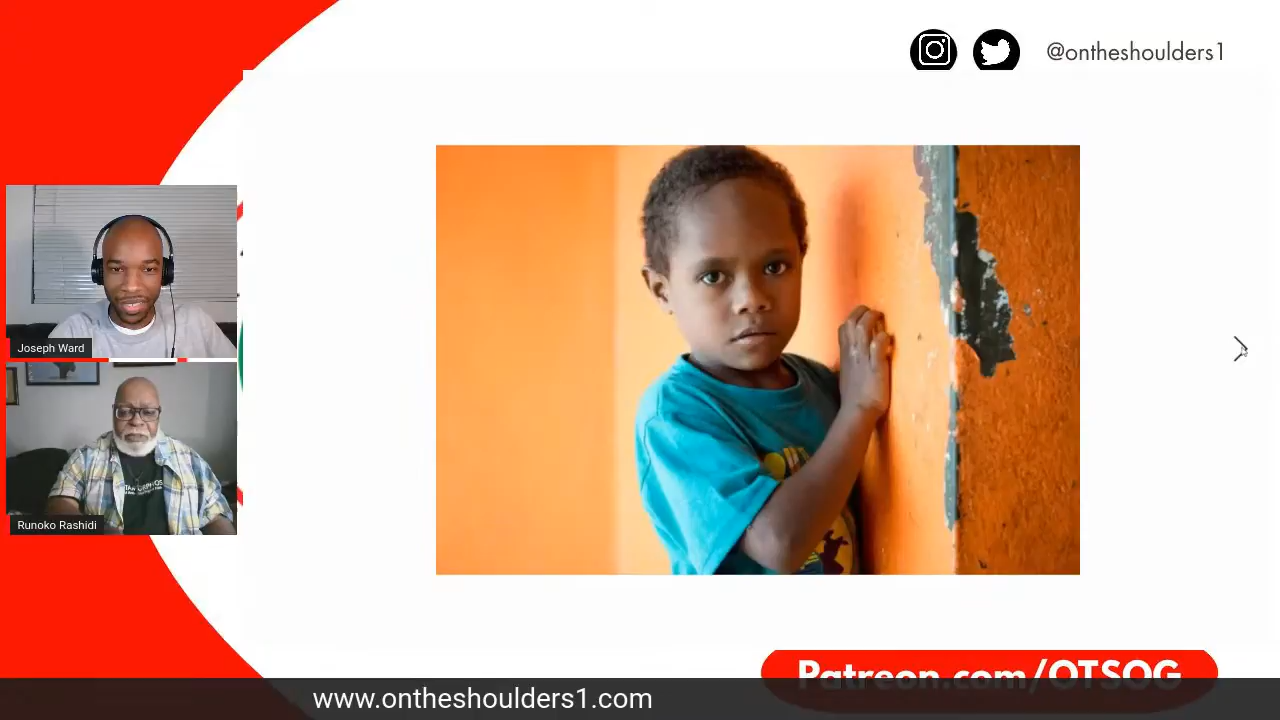 @ontheshoulders1
Joseph Ward
Runoko Rashidi
Patreon.com/OTSOG
www.ontheshoulders1.com